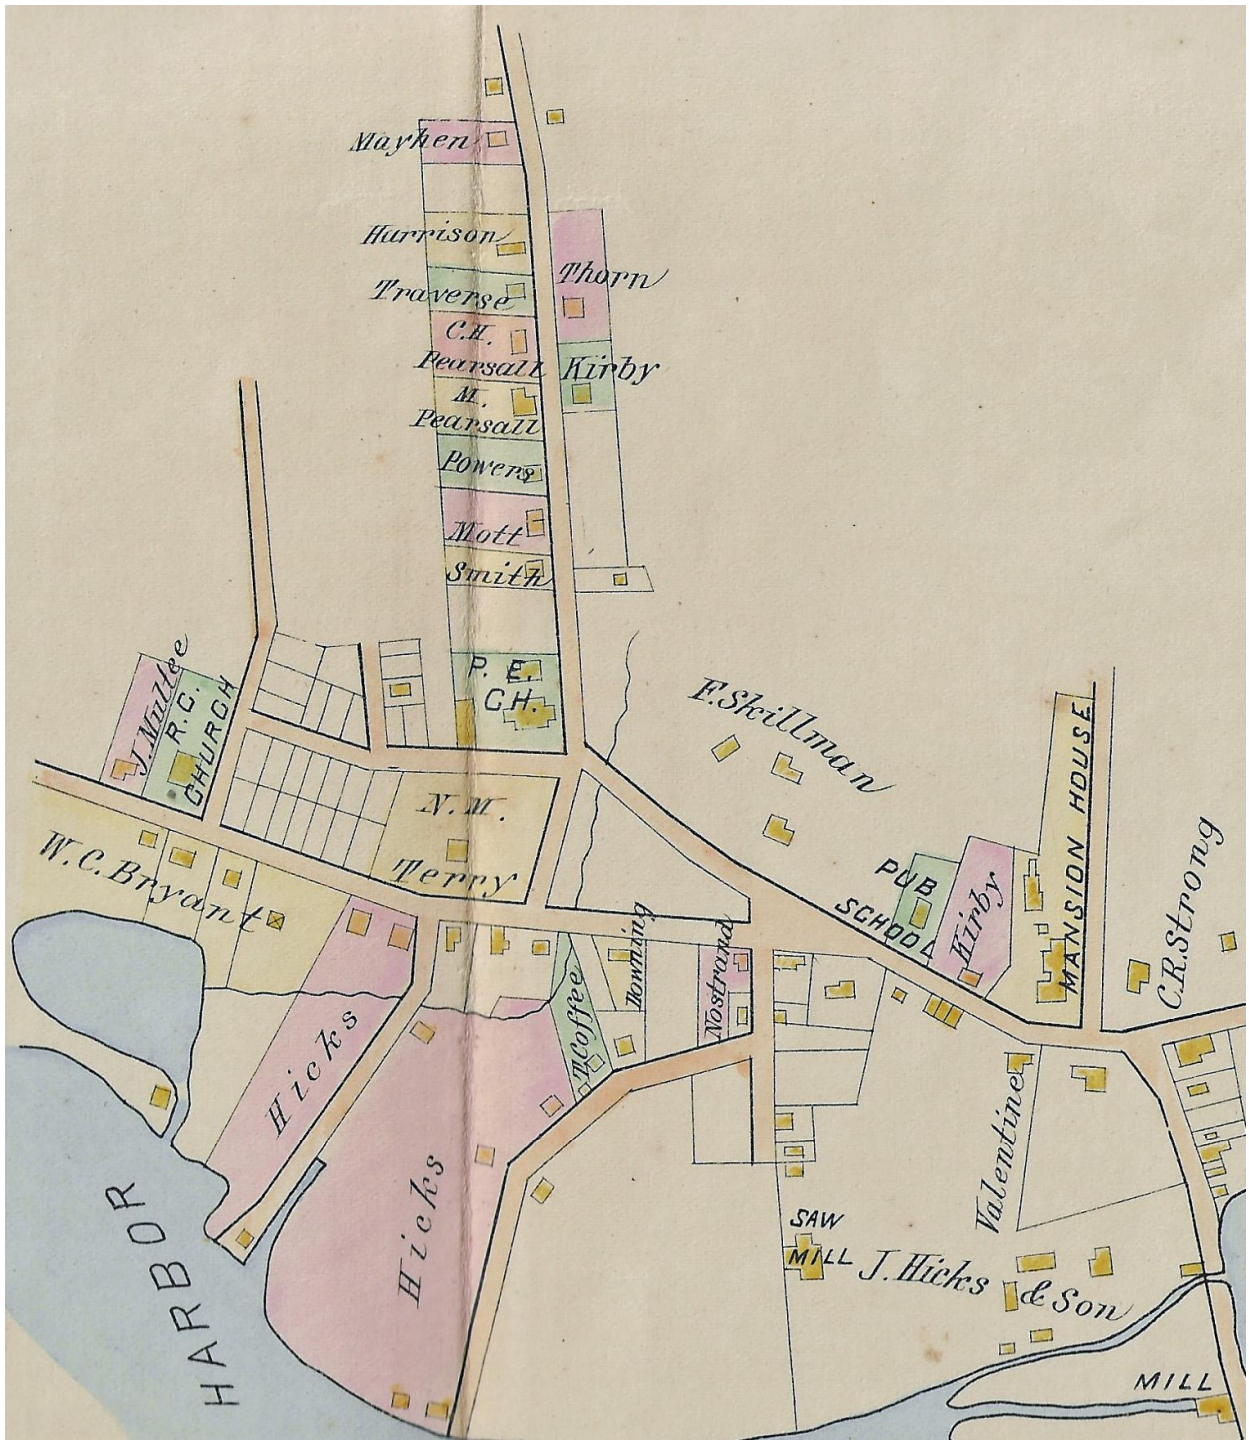 Mayhen
Hurrison
Traverse
Thorn
C.H.
Pearsall
Kirby
M.
Pearsall
Powers
Mott
Smith
J. Mullee
R.C.
CHURCH
P. E.
CH.
F. Skillman
N. M.
Terry
W. C. Bryant
PUB
SCHOOL
Kirby
MANSION HOUSE
C.R. Strong
Downing
Nostrand
Coffee
Hicks
Hicks
Valentine
HARBOR
SAW
MILL
J. Hicks
& Son
MILL